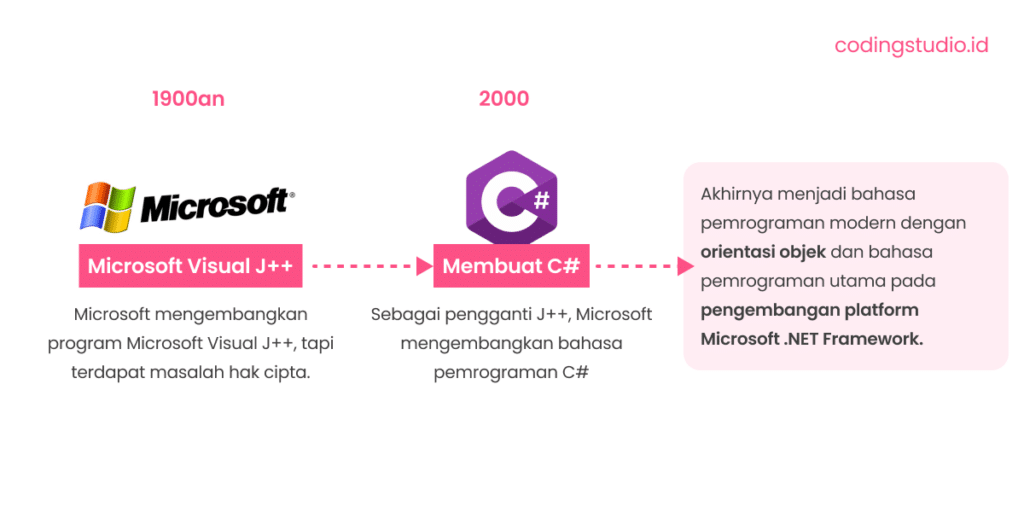 codingstudio.id
1900an
2000
Microsoft®
C#
Microsoft Visual J++
Membuat C#
Microsoft mengembangkan
program Microsoft Visual J++, tapi
terdapat masalah hak cipta.
Sebagai pengganti J++, Microsoft
mengembangkan bahasa
pemrograman C#
Akhirnya menjadi bahasa
pemrograman modern dengan
orientasi objek dan bahasa
pemrograman utama pada
pengembangan platform
Microsoft .NET Framework.